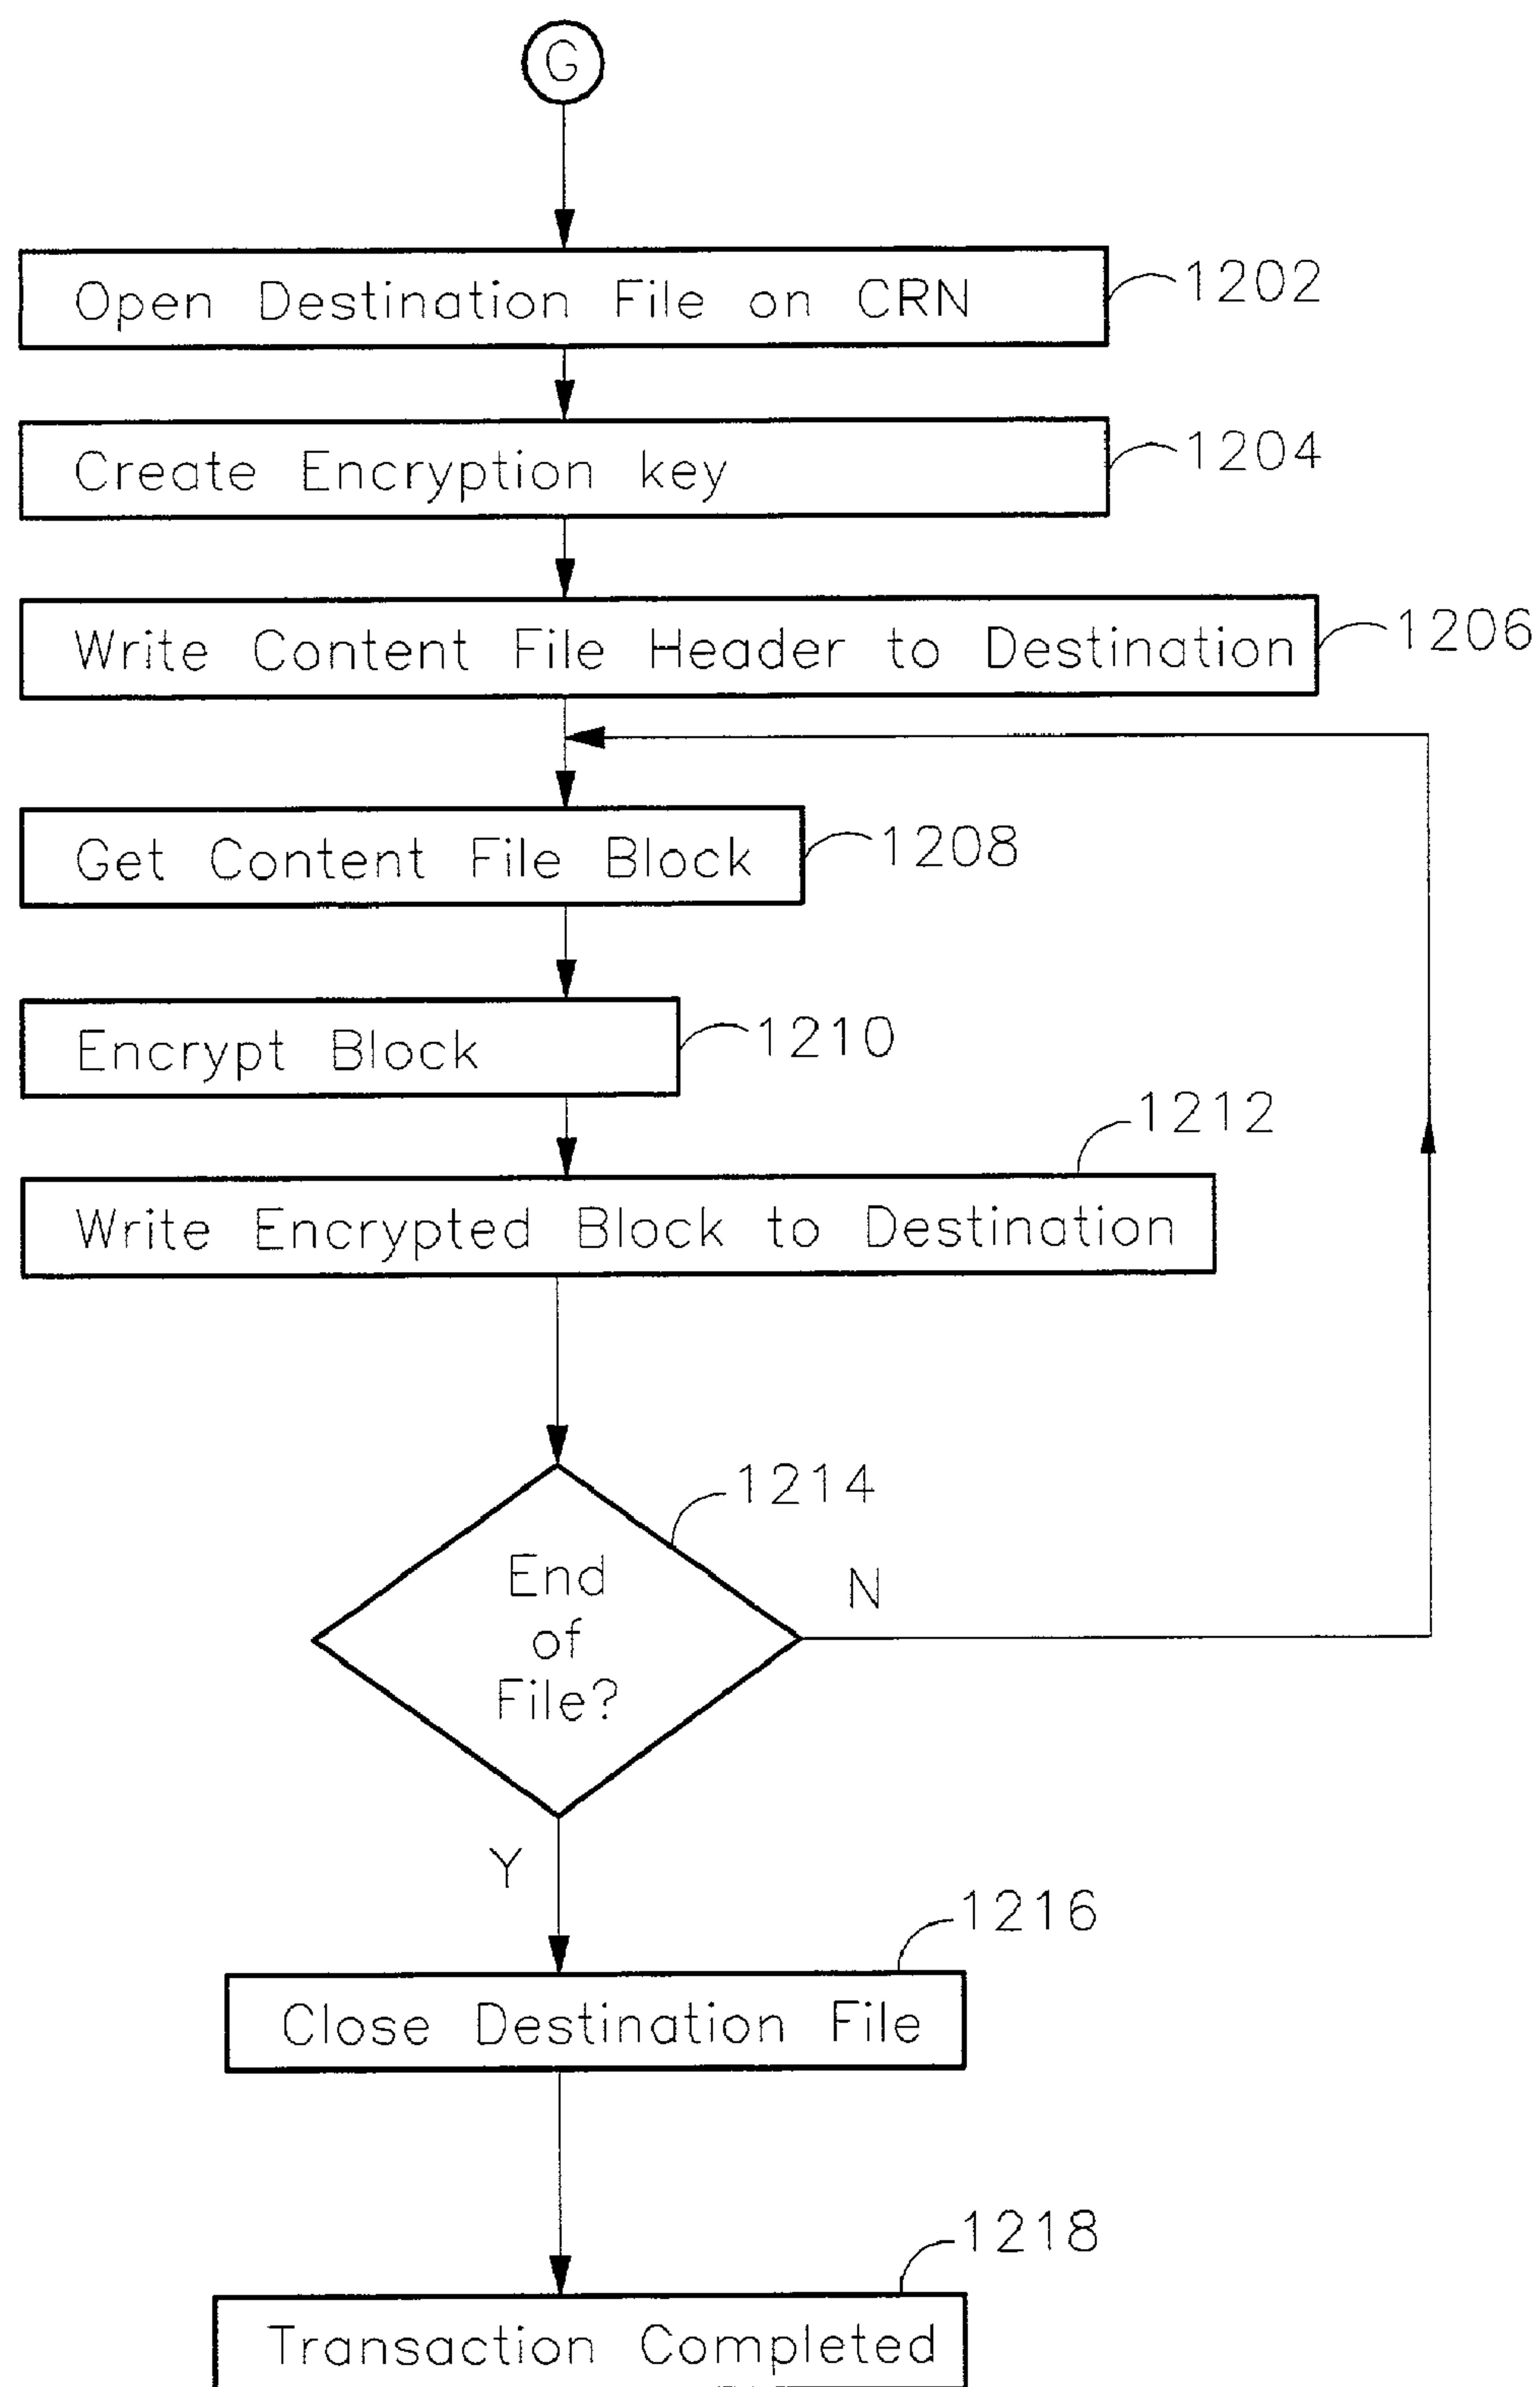 G
Open Destination File on CRN
1202
Create Encryption key
1204
Write Content File Header to Destination
1206
Get Content File Block
1208
Encrypt Block
1210
1212
Write Encrypted Block to Destination
1214
End
of
File?
N
Y
1216
Close Destination File
1218
Transaction Completed